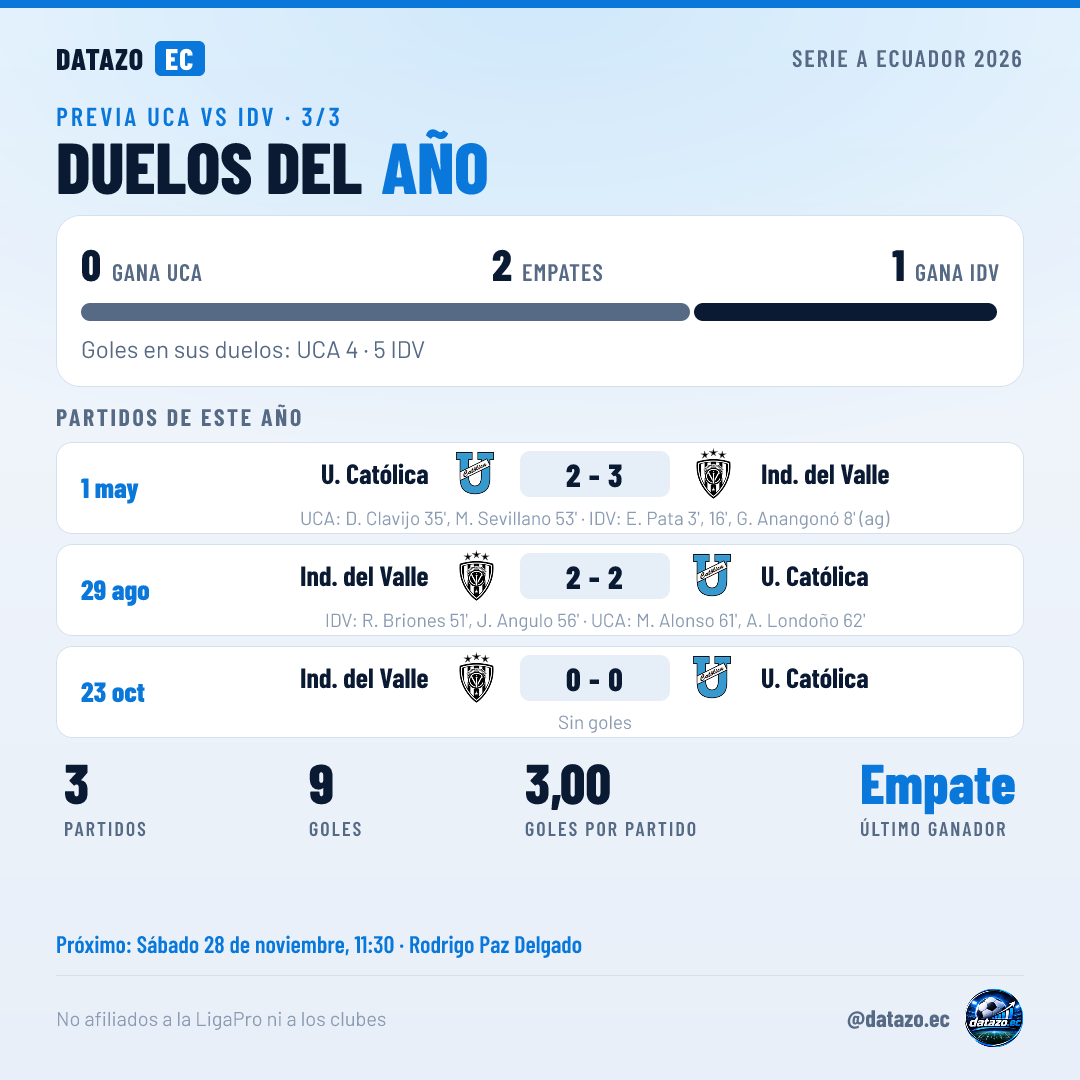 DATAZO EC
SERIE A ECUADOR 2026
PREVIA UCA VS IDV · 3/3
DUELOS DEL AÑO
0 GANA UCA
2 EMPATES
1 GANA IDV
Goles en sus duelos: UCA 4 · 5 IDV
PARTIDOS DE ESTE AÑO
1 may
U. Católica
Católica
2 - 3
Ind. del Valle
UCA: D. Clavijo 35', M. Sevillano 53' · IDV: E. Pata 3', 16', G. Anangonó 8' (ag)
29 ago
Ind. del Valle
2 - 2
Católica
U. Católica
IDV: R. Briones 51', J. Angulo 56' · UCA: M. Alonso 61', A. Londoño 62'
23 oct
Ind. del Valle
0 - 0
Católica
U. Católica
Sin goles
3
PARTIDOS
9
GOLES
3,00
GOLES POR PARTIDO
Empate
ÚLTIMO GANADOR
Próximo: Sábado 28 de noviembre, 11:30 · Rodrigo Paz Delgado
No afiliados a la LigaPro ni a los clubes
@datazo.ec
datazo.ec